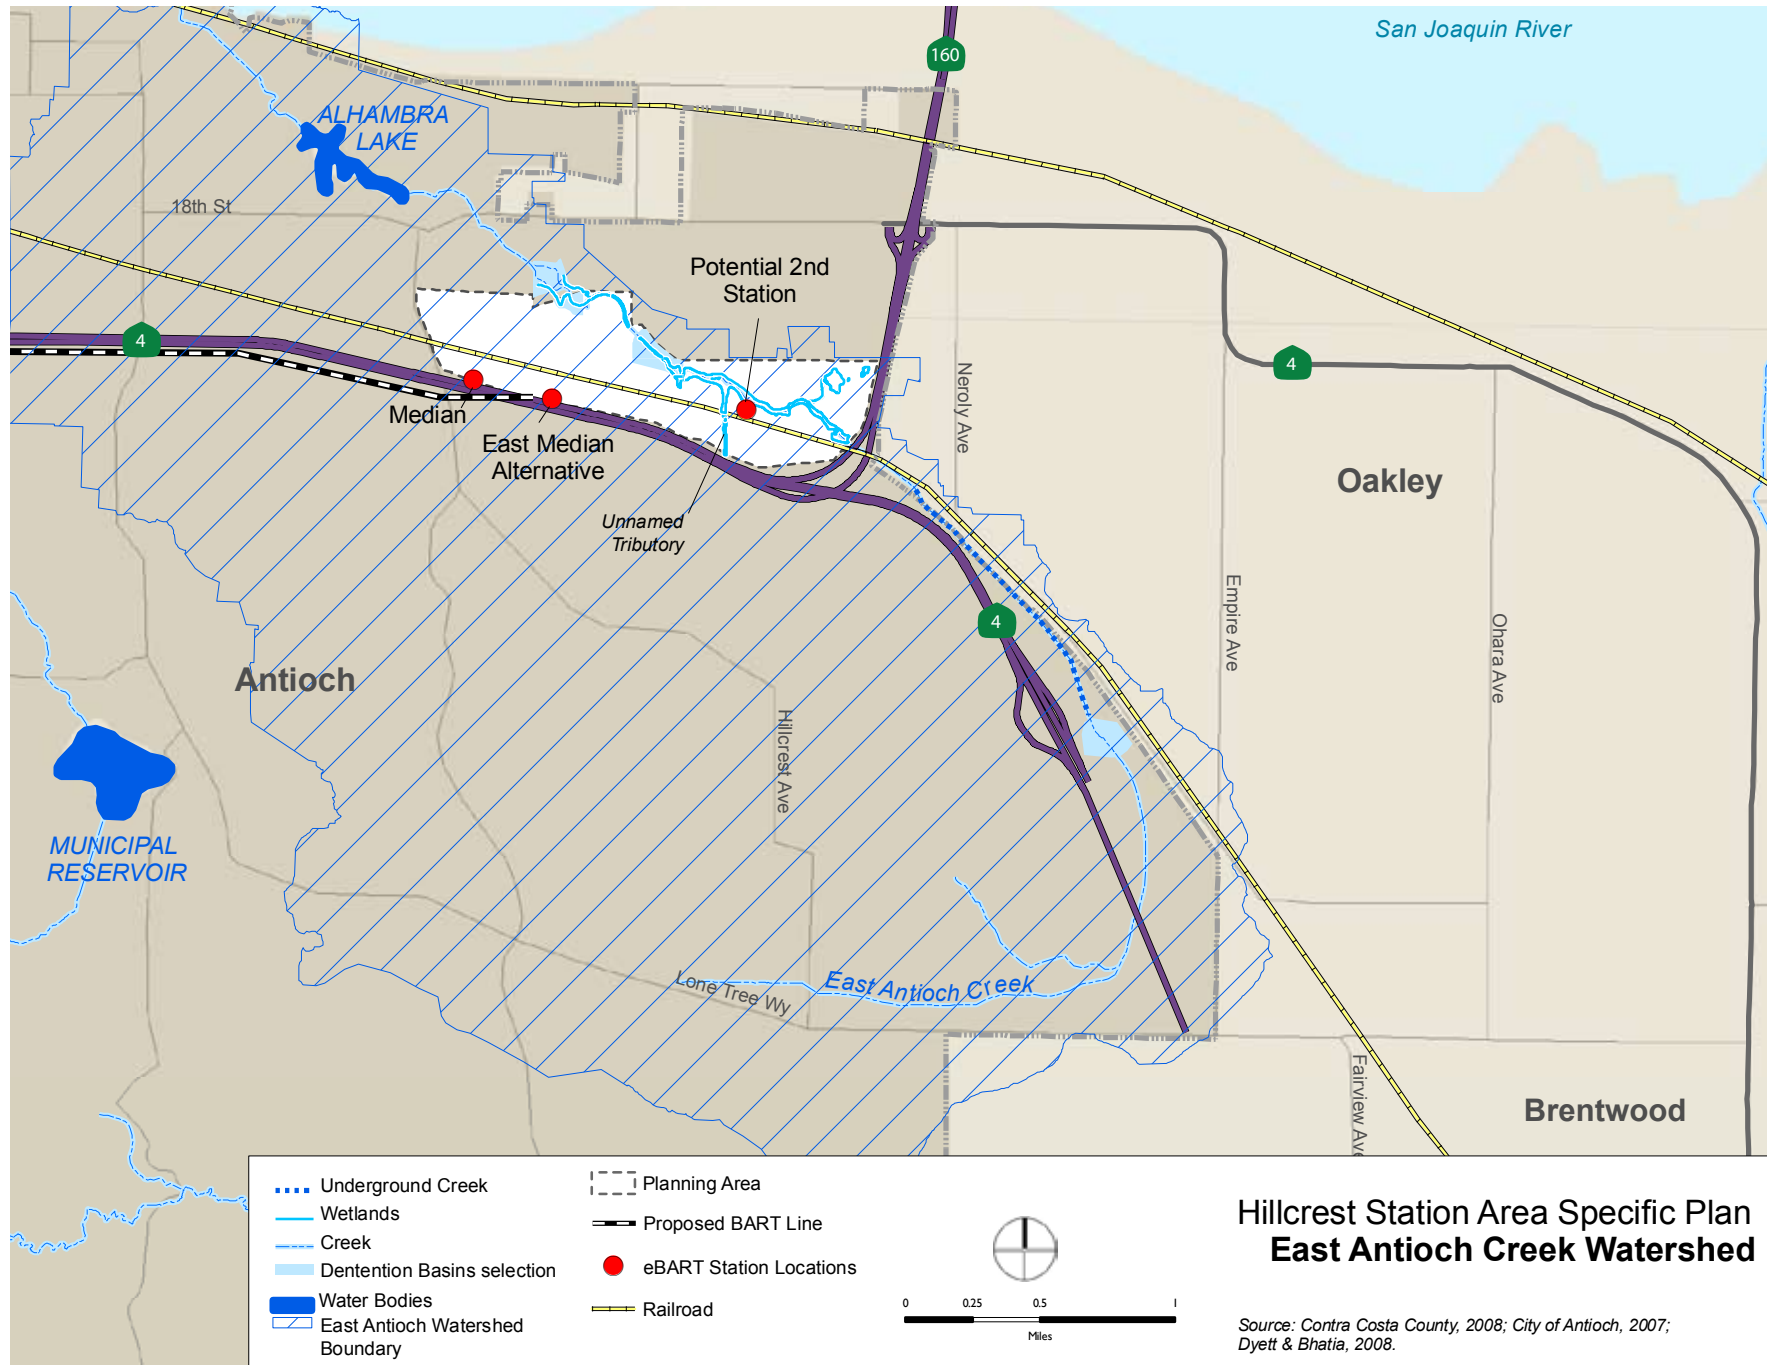 San Joaquin River
160
ALHAMBRA
LAKE
18th St
Potential 2nd
Station
4
4
Neroly Ave
Median
East Median
Alternative
Oakley
Unnamed
Tributory
Empire Ave
Ohara Ave
4
Antioch
Hillcrest Ave
MUNICIPAL
RESERVOIR
Lone Tree Wy
East Antioch Creek
Fairview Ave
Brentwood
Underground Creek
Wetlands
Creek
Dentention Basins selection
Water Bodies
East Antioch Watershed
Boundary
Planning Area
Proposed BART Line
eBART Station Locations
Railroad
0 0.25 0.5 1
Miles
Hillcrest Station Area Specific Plan
East Antioch Creek Watershed
Source: Contra Costa County, 2008; City of Antioch, 2007;
Dyett & Bhatia, 2008.